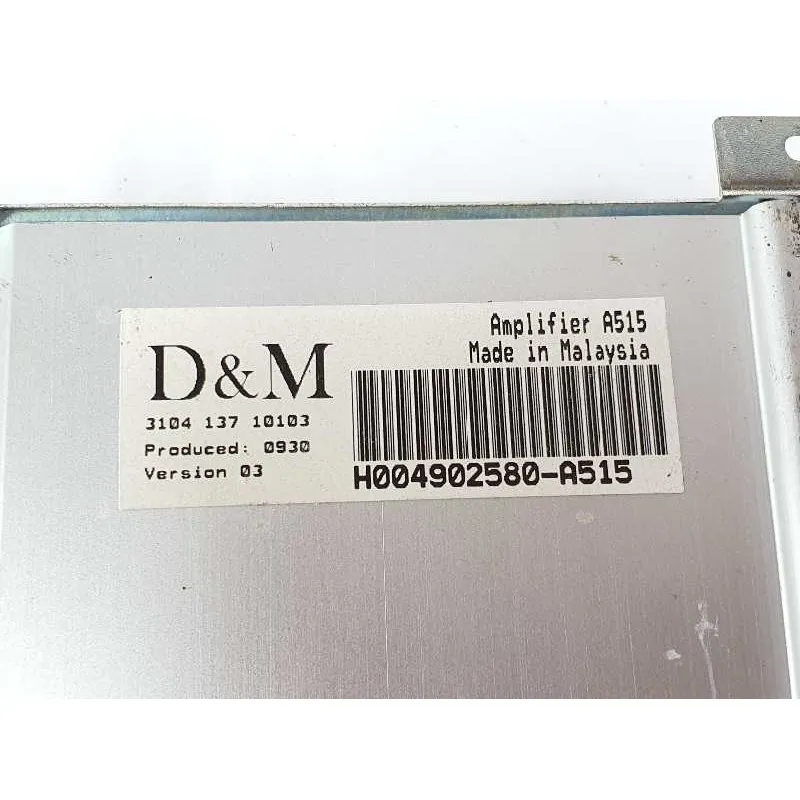 Amplifier A515
Made in Malaysia
D&M
3104 137 10103
Produced: 0930
Version 03
H004902580-A515